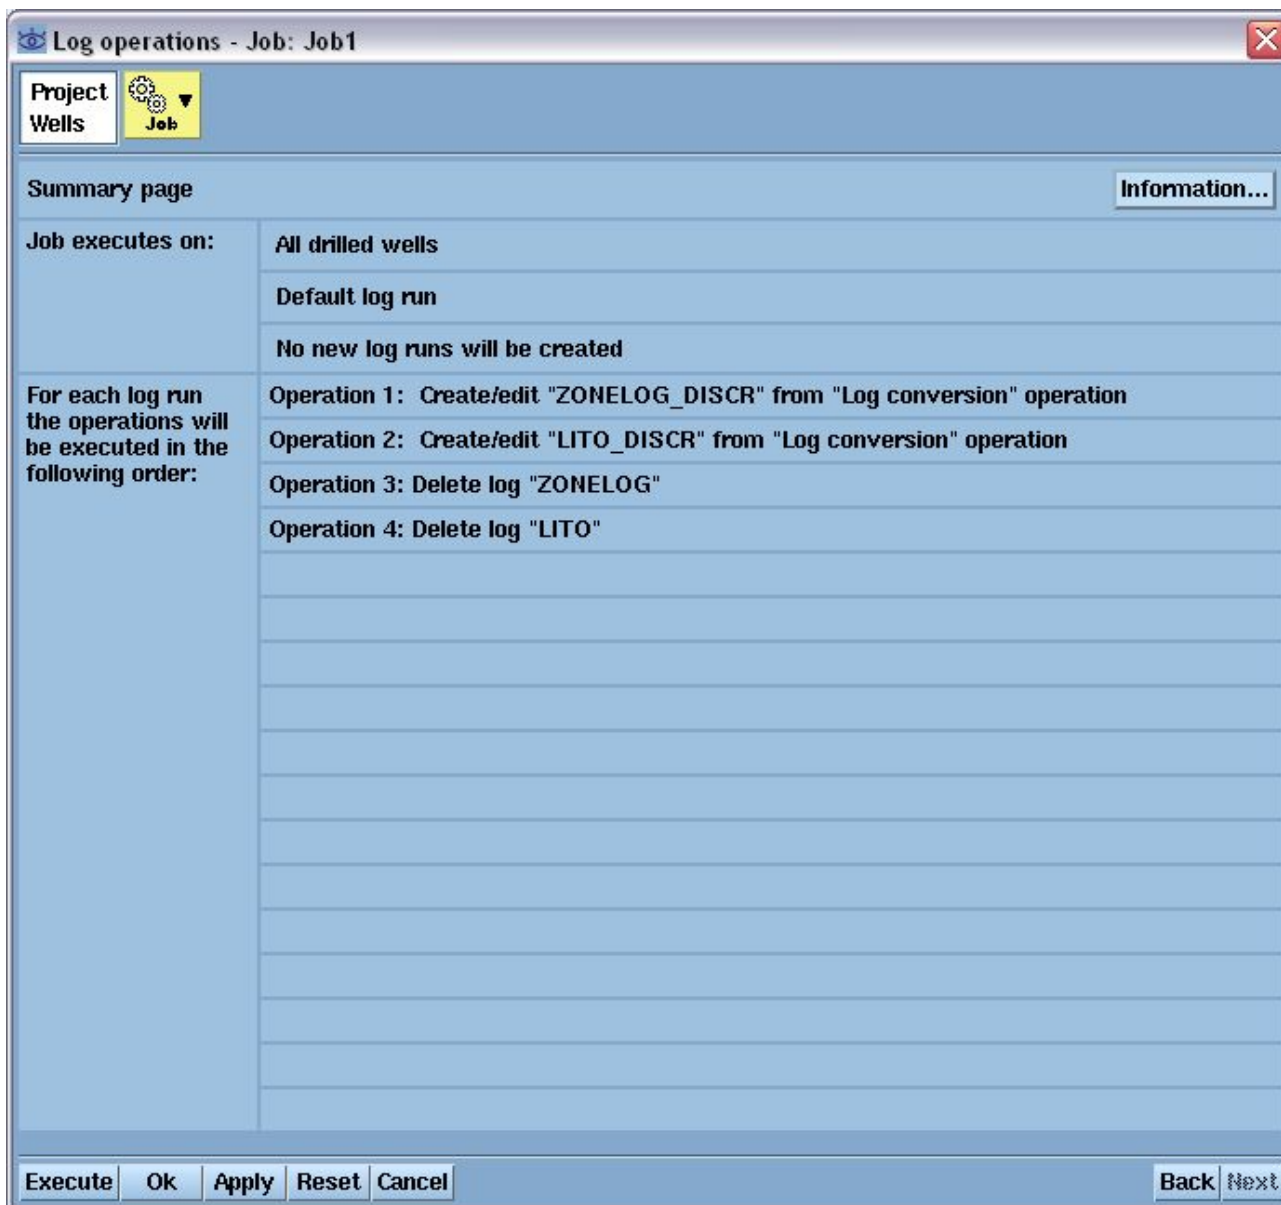 Log operations - Job: Job1
Project
Wells
Job
Summary page
Information...
Job executes on:
All drilled wells
Default log run
No new log runs will be created
For each log run
the operations will
be executed in the
following order:
Operation 1: Create/edit "ZONELOG_DISCR" from "Log conversion" operation
Operation 2: Create/edit "LITO_DISCR" from "Log conversion" operation
Operation 3: Delete log "ZONELOG"
Operation 4: Delete log "LITO"
Execute Ok Apply Reset Cancel Back Next